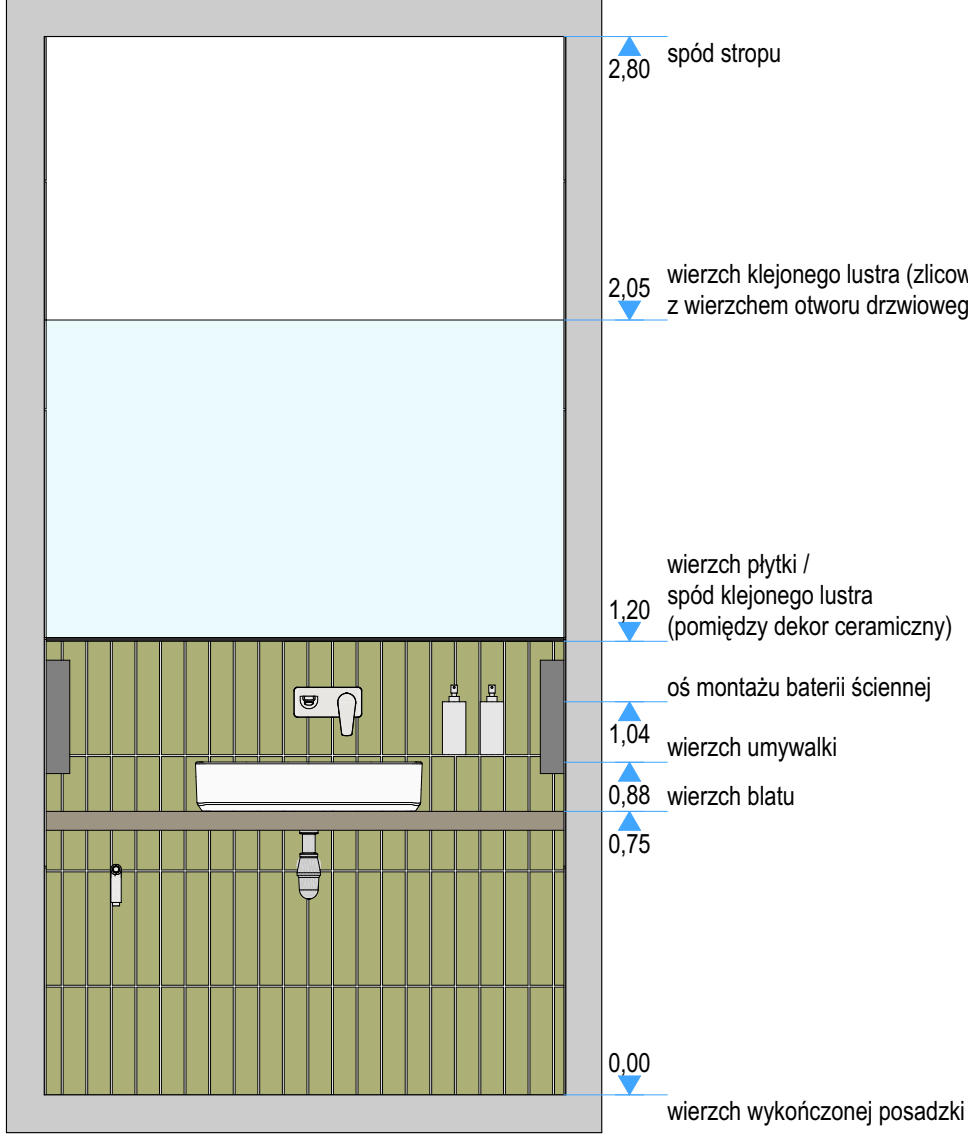 spód stropu
2,80
wierzch klejonego lustra (zlicow
2,05
z wierzchem otworu drzwioweg
wierzch płytki /
spód klejonego lustra
1,20
(pomiędzy dekor ceramiczny)
oś montażu baterii ściennej
1,04
wierzch umywalki
0,88
wierzch blatu
0,75
0,00
wierzch wykończonej posadzki